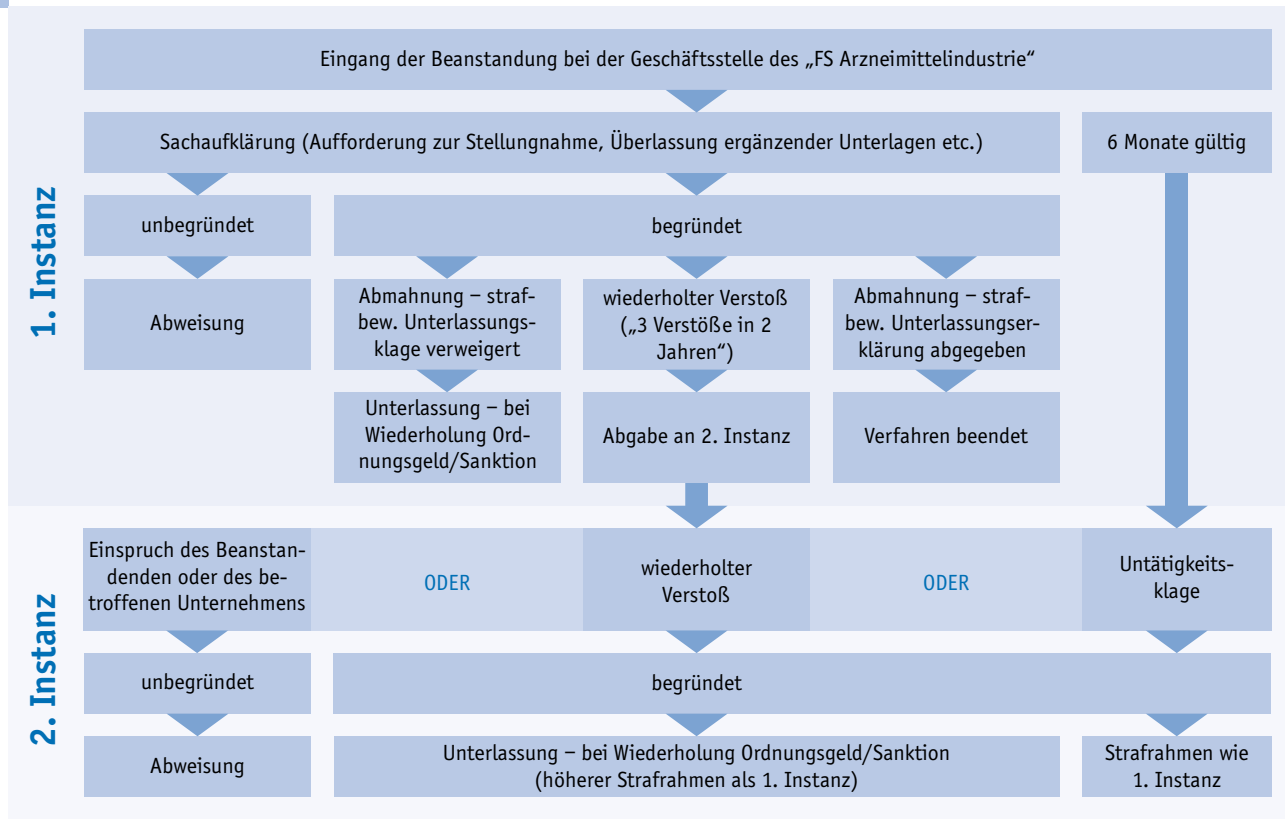 1. Instanz
Eingang der Beanstandung bei der Geschäftsstelle des „FS Arzneimittelindustrie“
Sachaufklärung (Aufforderung zur Stellungnahme, Überlassung ergänzender Unterlagen etc.)
6 Monate gültig
unbegründet
begründet
Abweisung
Abmahnung – straf-
bew. Unterlassungs-
klage verweigert
wiederholter Verstoß
(„3 Verstöße in 2
Jahren“)
Abmahnung – straf-
bew. Unterlassungser-
klärung abgegeben
Unterlassung – bei
Wiederholung Ord-
nungsgeld/Sanktion
Abgabe an 2. Instanz
Verfahren beendet
2. Instanz
Einspruch des Beanstan-
denden oder des be-
troffenen Unternehmens
ODER
wiederholter
Verstoß
ODER
Untätigkeits-
klage
unbegründet
begründet
Abweisung
Unterlassung – bei Wiederholung Ordnungsgeld/Sanktion
(höherer Strafrahmen als 1. Instanz)
Strafrahmen wie
1. Instanz